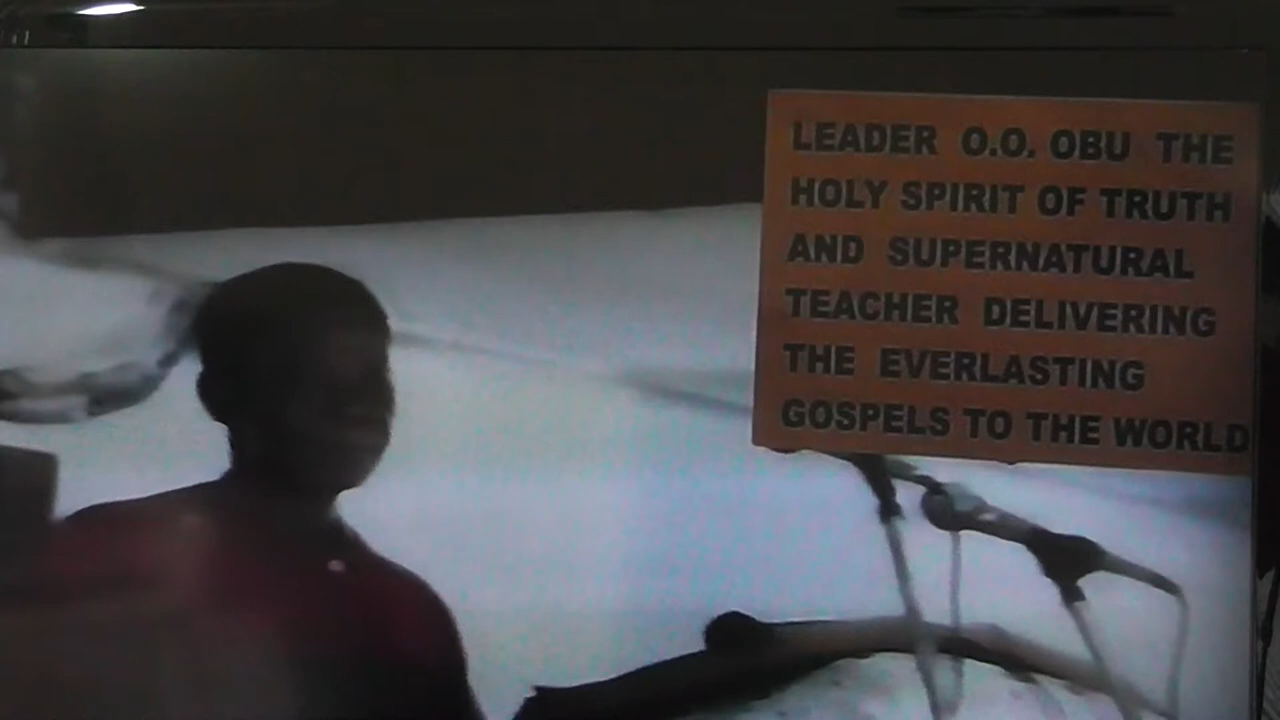 LEADER O.O. OBU THE
HOLY SPIRIT OF TRUTH
AND SUPERNATURAL
TEACHER DELIVERING
THE EVERLASTING
GOSPELS TO THE WORLD